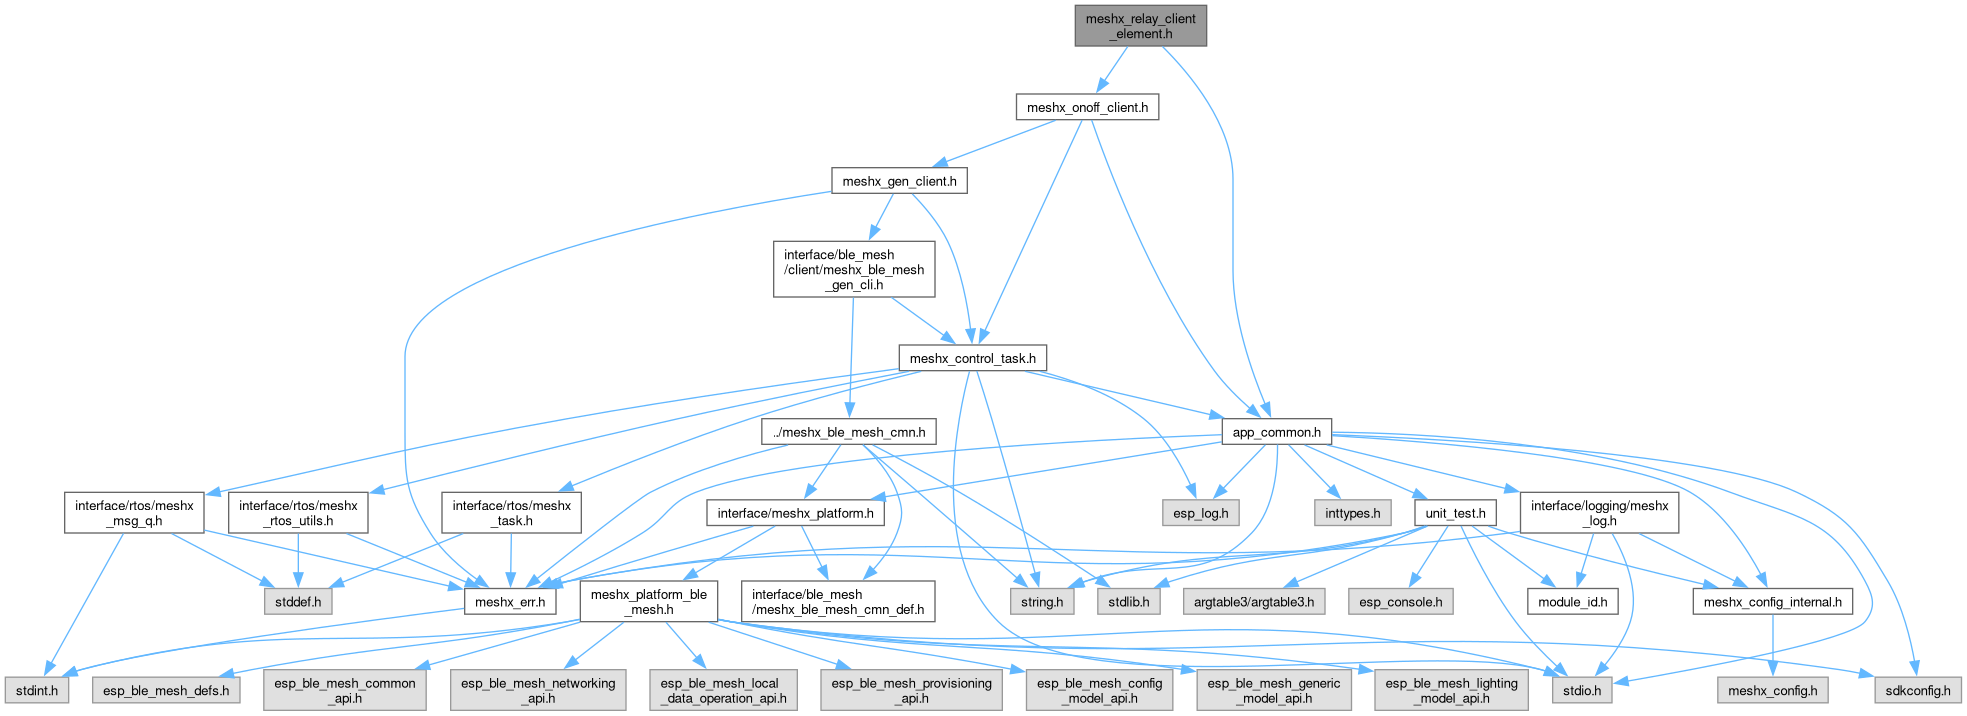 meshx_relay_client
_element.h
meshx_onoff_client.h
meshx_gen_client.h
interface/ble_mesh
/client/meshx_ble_mesh
_gen_cli.h
meshx_control_task.h
../meshx_ble_mesh_cmn.h
app_common.h
interface/rtos/meshx
_msg_q.h
interface/rtos/meshx
_rtos_utils.h
interface/rtos/meshx
_task.h
interface/meshx_platform.h
esp_log.h
inttypes.h
unit_test.h
interface/logging/meshx
_log.h
stddef.h
meshx_err.h
meshx_platform_ble
_mesh.h
interface/ble_mesh
/meshx_ble_mesh_cmn_def.h
string.h
stdlib.h
argtable3/argtable3.h
esp_console.h
module_id.h
meshx_config_internal.h
stdint.h
esp_ble_mesh_defs.h
esp_ble_mesh_common
_api.h
esp_ble_mesh_networking
_api.h
esp_ble_mesh_local
_data_operation_api.h
esp_ble_mesh_provisioning
_api.h
esp_ble_mesh_config
_model_api.h
esp_ble_mesh_generic
_model_api.h
esp_ble_mesh_lighting
_model_api.h
stdio.h
meshx_config.h
sdkconfig.h